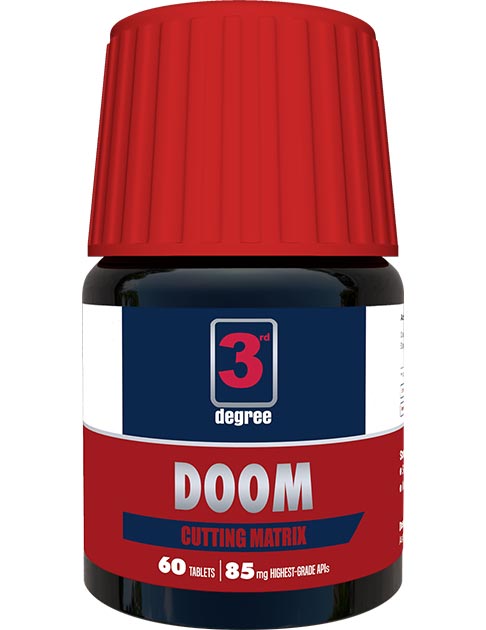 3rd
degree
DOOM
CUTTING MATRIX
60 TABLETS | 85mg HIGHEST-GRADE APIs